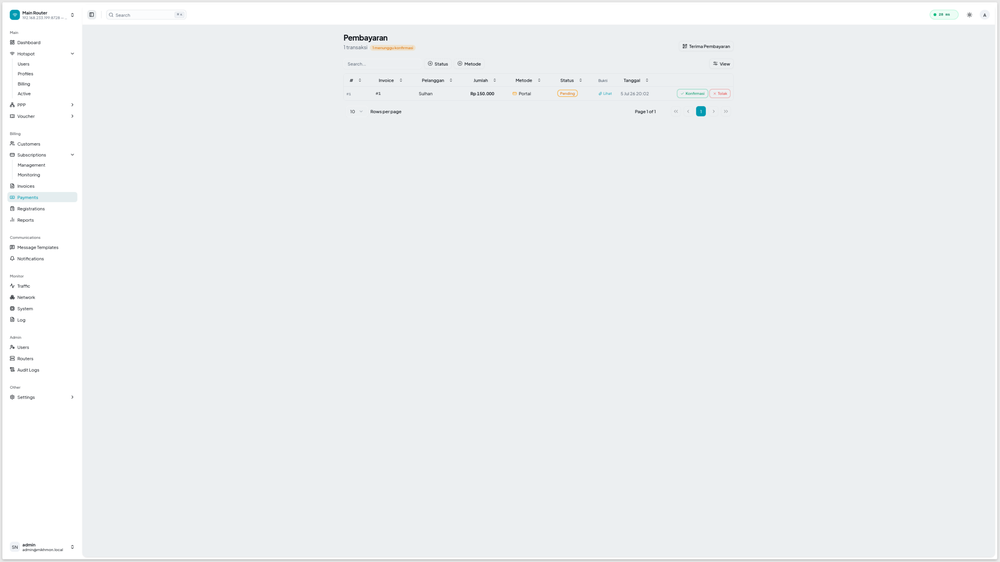 Main Router
192.168.233.199:8728 — ...
Search
⌘ K
28 ms
A
Main
Dashboard
Hotspot
Users
Profiles
Billing
Active
PPP
Voucher
Billing
Customers
Subscriptions
Management
Monitoring
Invoices
Payments
Registrations
Reports
Communications
Message Templates
Notifications
Monitor
Traffic
Network
System
Log
Admin
Users
Routers
Audit Logs
Other
Settings
SN
admin
admin@mikhmon.local
Pembayaran
1 transaksi 1 menunggu konfirmasi
Terima Pembayaran
Search... Status Metode View
# Invoice Pelanggan Jumlah Metode Status Bukti Tanggal
#1 #1 Sulhan Rp 150.000 Portal Pending Lihat 5 Jul 26 20:02 Konfirmasi Tolak
10 Rows per page Page 1 of 1 1